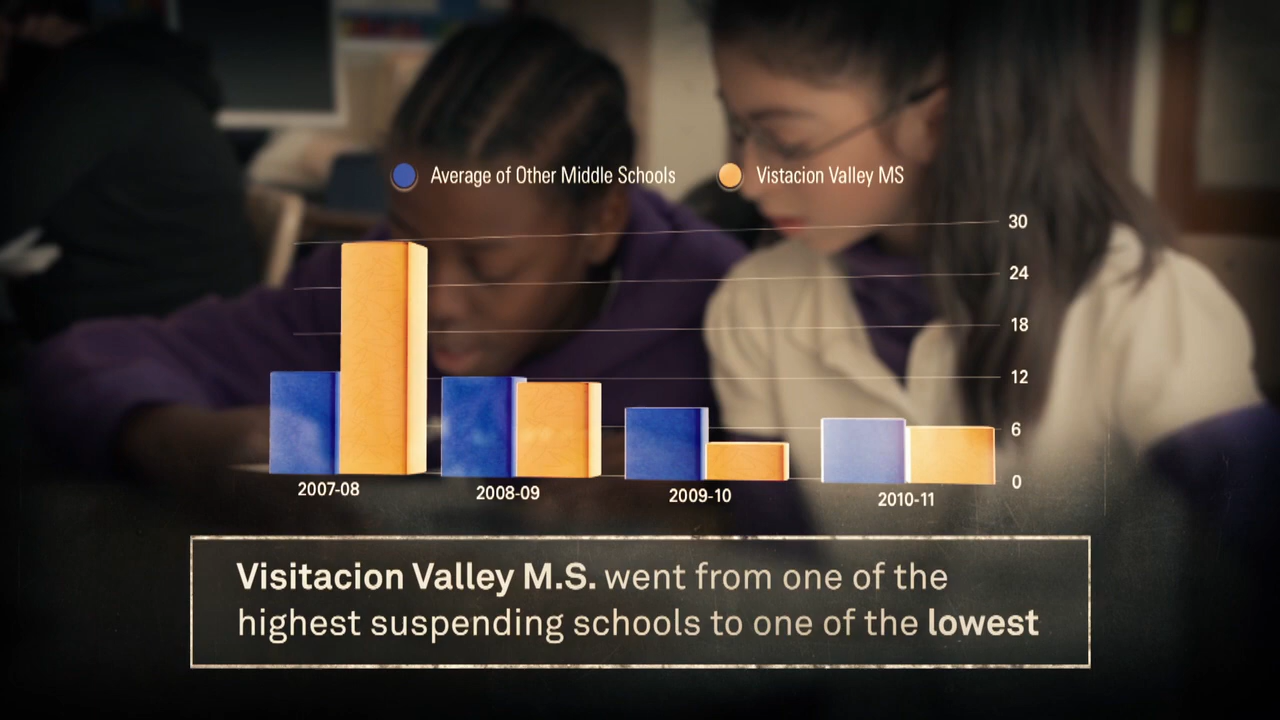 Average of Other Middle Schools
Vistacion Valley MS
30
24
18
12
6
0
2007-08
2008-09
2009-10
2010-11
Visitacion Valley M.S. went from one of the
highest suspending schools to one of the lowest